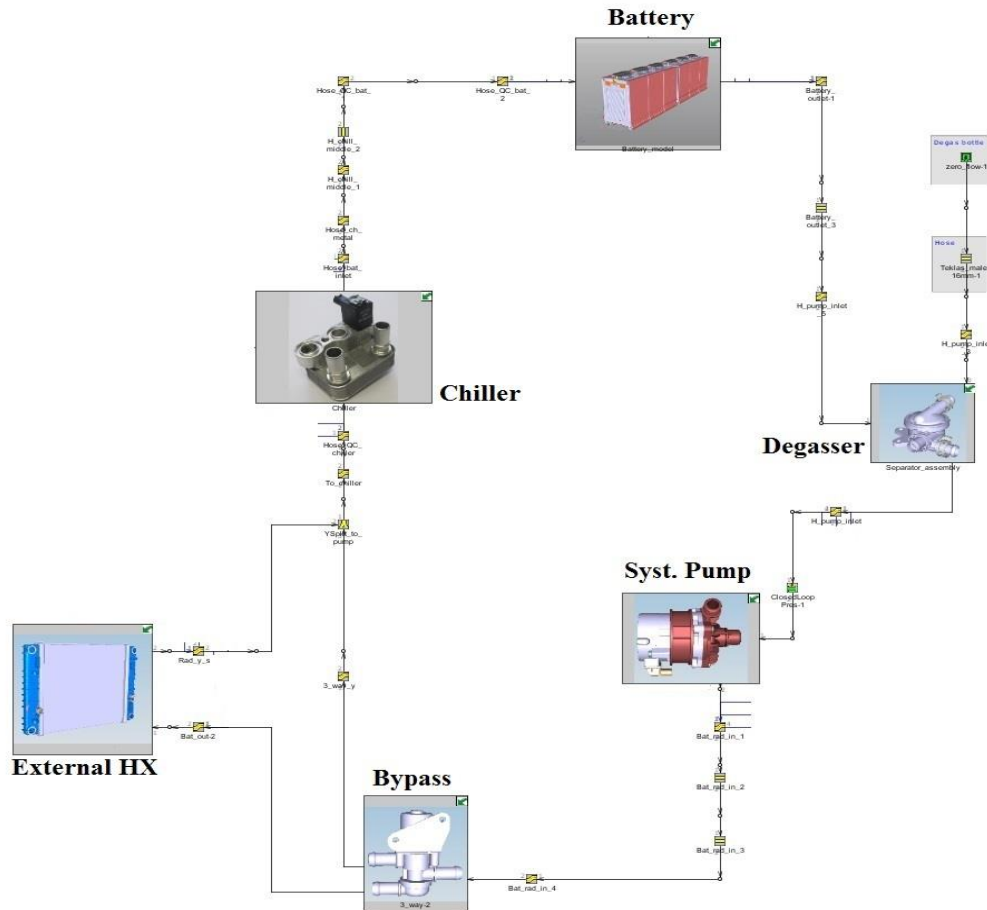 Battery
Hose_QC_bat_
Hose_QC_bat_
2
Battery_
outlet-1
Battery_model
H_chill_
middle_2
H_chill_
middle_1
Hose_ch_
metal
Hose_bat_
inlet
Battery_
outlet_3
H_pump_inlet
_5
Degas bottle
zero_flow-1
Hose
Teklas_male
16mm-1
H_pump_inle
Chiller
Chiller
Hose_QC_
chiller
To_chiller
YSplit_to_
pump
Degasser
Separator_assembly
H_pump_inlet
ClosedLoop
Pres-1
Syst. Pump
Rad_y_s
3_way_y
Bat_out-2
External HX
Bat_rad_in_1
Bat_rad_in_2
Bat_rad_in_3
Bypass
3_way-2
Bat_rad_in_4